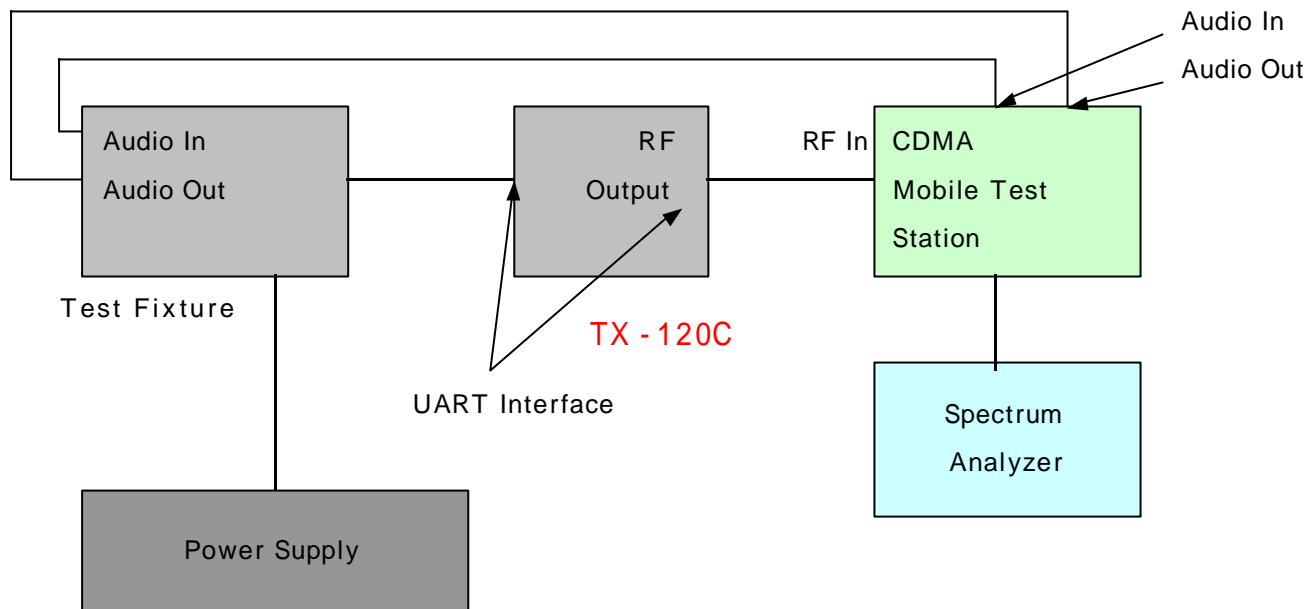 Audio In
Audio Out
Audio In
Audio Out
RF
Output
RF In
CDMA
Mobile Test
Station
Test Fixture
TX - 120C
UART Interface
Spectrum
Analyzer
Power Supply